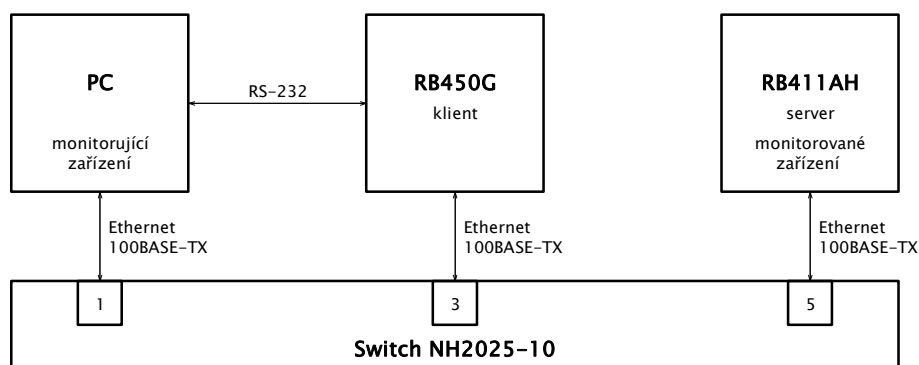 PC
monitorující
zařízení
RS-232
RB450G
klient
RB411AH
server
monitorované
zařízení
Ethernet
100BASE-TX
Ethernet
100BASE-TX
Ethernet
100BASE-TX
1
3
5
Switch NH2025-10